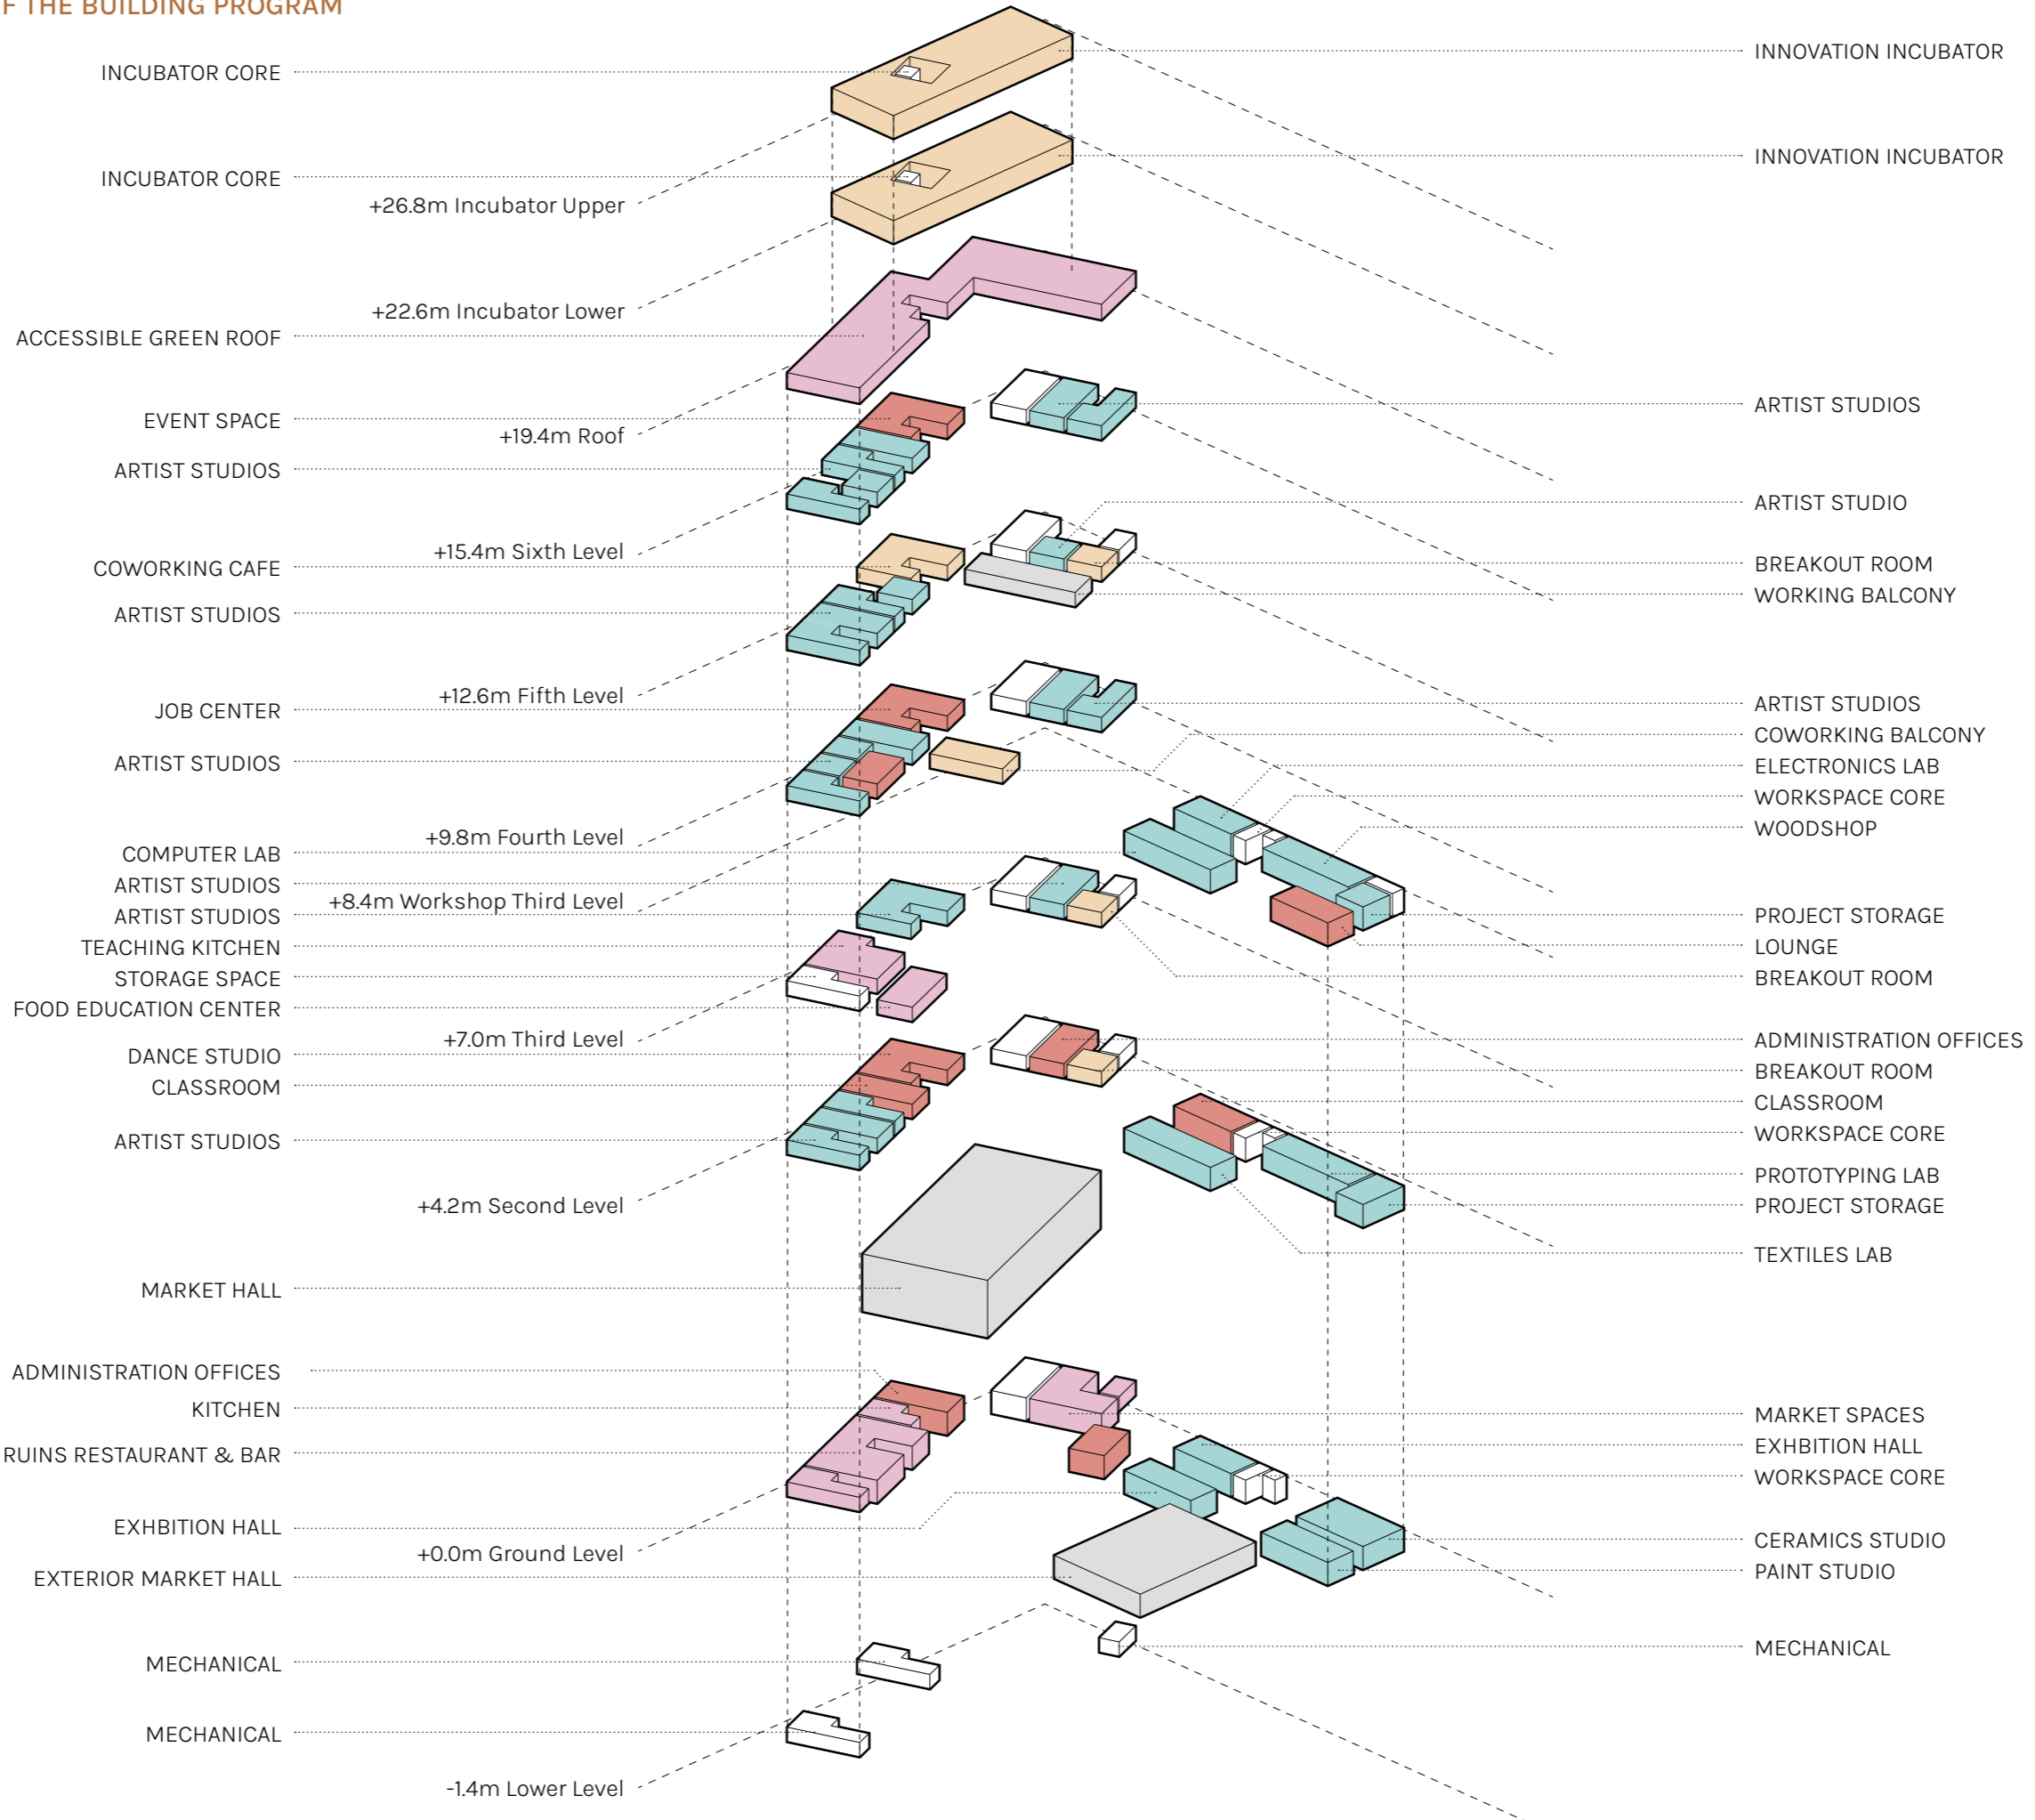 F THE BUILDING PROGRAM
INCUBATOR CORE
INCUBATOR CORE
+26.8m Incubator Upper
+22.6m Incubator Lower
ACCESSIBLE GREEN ROOF
EVENT SPACE
+19.4m Roof
ARTIST STUDIOS
+15.4m Sixth Level
COWORKING CAFE
ARTIST STUDIOS
+12.6m Fifth Level
JOB CENTER
ARTIST STUDIOS
+9.8m Fourth Level
COMPUTER LAB
ARTIST STUDIOS
+8.4m Workshop Third Level
ARTIST STUDIOS
TEACHING KITCHEN
STORAGE SPACE
FOOD EDUCATION CENTER
+7.0m Third Level
DANCE STUDIO
CLASSROOM
ARTIST STUDIOS
+4.2m Second Level
MARKET HALL
ADMINISTRATION OFFICES
KITCHEN
RUINS RESTAURANT & BAR
EXHBITION HALL
+0.0m Ground Level
EXTERIOR MARKET HALL
MECHANICAL
MECHANICAL
-1.4m Lower Level
INNOVATION INCUBATOR
INNOVATION INCUBATOR
ARTIST STUDIOS
ARTIST STUDIO
BREAKOUT ROOM
WORKING BALCONY
ARTIST STUDIOS
COWORKING BALCONY
ELECTRONICS LAB
WORKSPACE CORE
WOODSHOP
PROJECT STORAGE
LOUNGE
BREAKOUT ROOM
ADMINISTRATION OFFICES
BREAKOUT ROOM
CLASSROOM
WORKSPACE CORE
PROTOTYPING LAB
PROJECT STORAGE
TEXTILES LAB
MARKET SPACES
EXHBITION HALL
WORKSPACE CORE
CERAMICS STUDIO
PAINT STUDIO
MECHANICAL